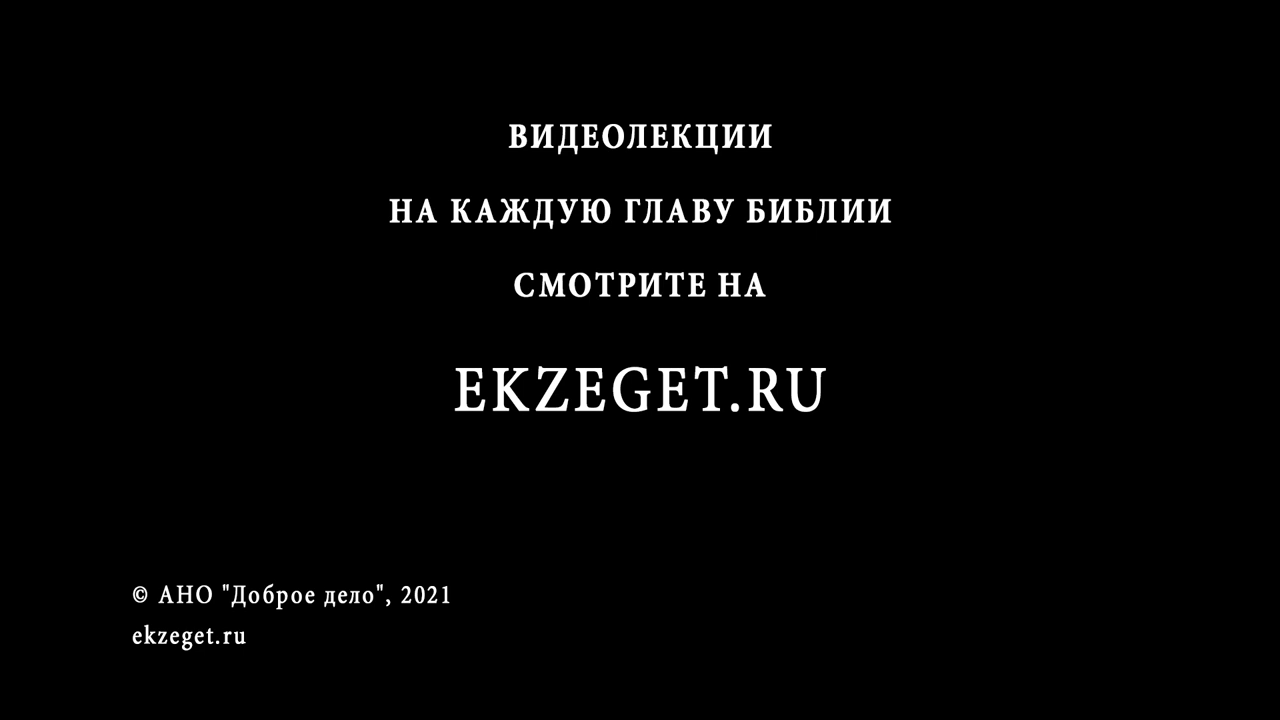 ВИДЕОЛЕКЦИИ
НА КАЖДУЮ ГЛАВУ БИБЛИИ
СМОТРИТЕ НА
EKZEGET.RU
© АНО "Доброе дело", 2021
ekzeget.ru